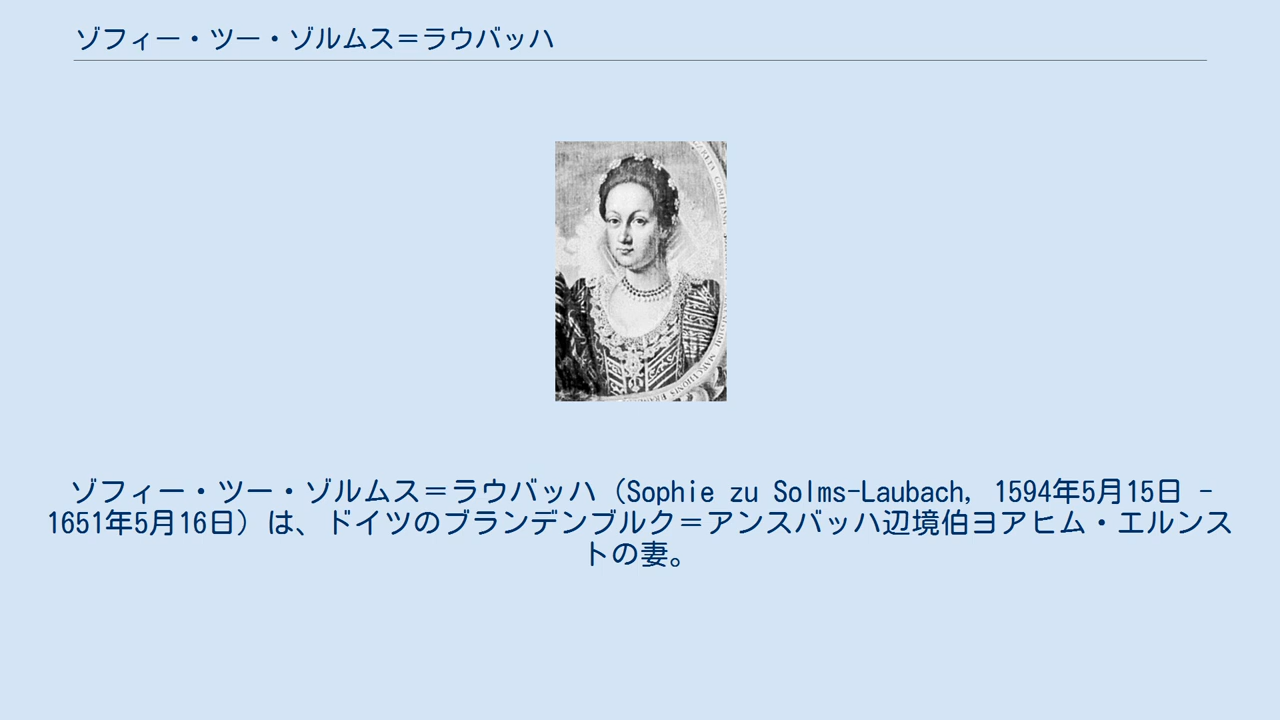 ゾフィー・ツー・ゾルムス＝ラウバッハ
ゾフィー・ツー・ゾルムス＝ラウバッハ（Sophie zu Solms-Laubach, 1594年5月15日 -
1651年5月16日）は、ドイツのブランデンブルク＝アンスバッハ辺境伯ヨアヒム・エルンス
トの妻。